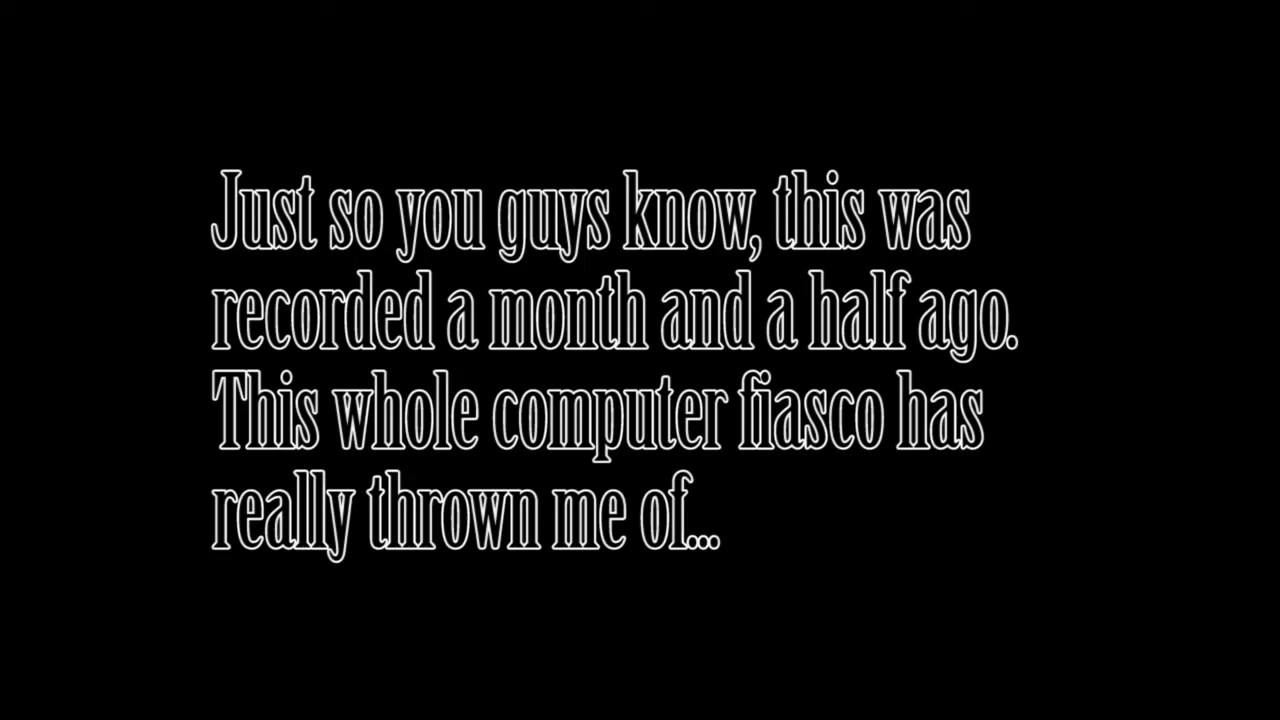 Just so you guys know, this was
recorded a month and a half ago.
This whole computer fiasco has
really thrown me of...